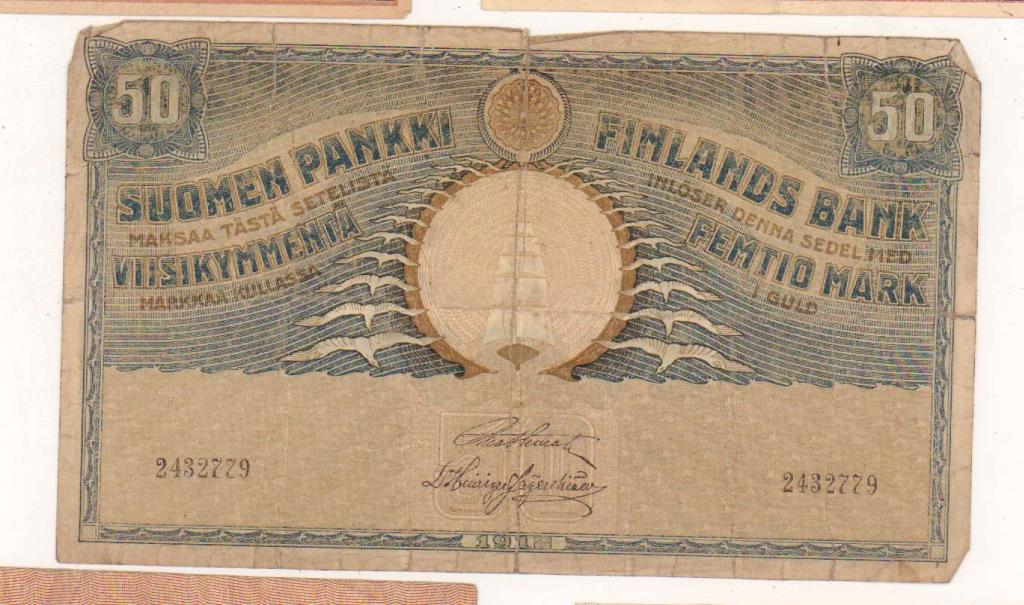 50
50
SUOMEN PANKKI
MAKSAA TÄSTÄ SETELISTÄ
VIISIKYMMENTÄ
MARKKAA KULLASSA
FINLANDS BANK
INLÖSER DENNA SEDEL MED
FEMTIO MARK
I GULD
2432779
2432779